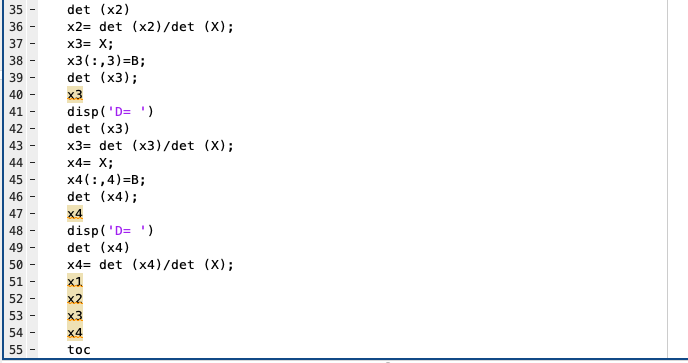 35 - det (x2)
36 - x2= det (x2)/det (X);
37 - x3= X;
38 - x3(:,3)=B;
39 - det (x3);
40 - x3
41 - disp('D= ')
42 - det (x3)
43 - x3= det (x3)/det (X);
44 - x4= X;
45 - x4(:,4)=B;
46 - det (x4);
47 - x4
48 - disp('D= ')
49 - det (x4)
50 - x4= det (x4)/det (X);
51 - x1
52 - x2
53 - x3
54 - x4
55 - toc